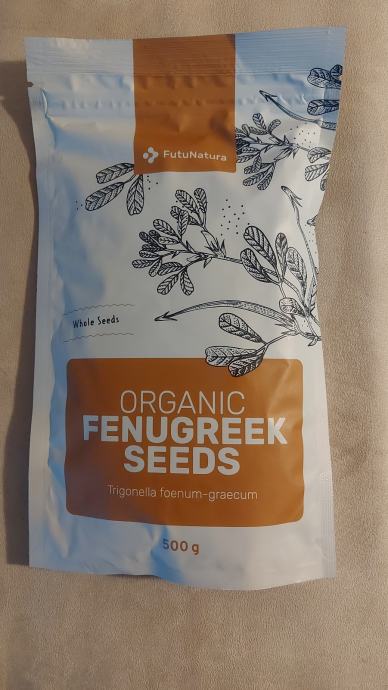 FutuNatura
Whole Seeds
ORGANIC
FENUGREEK
SEEDS
Trigonella foenum-graecum
500 g